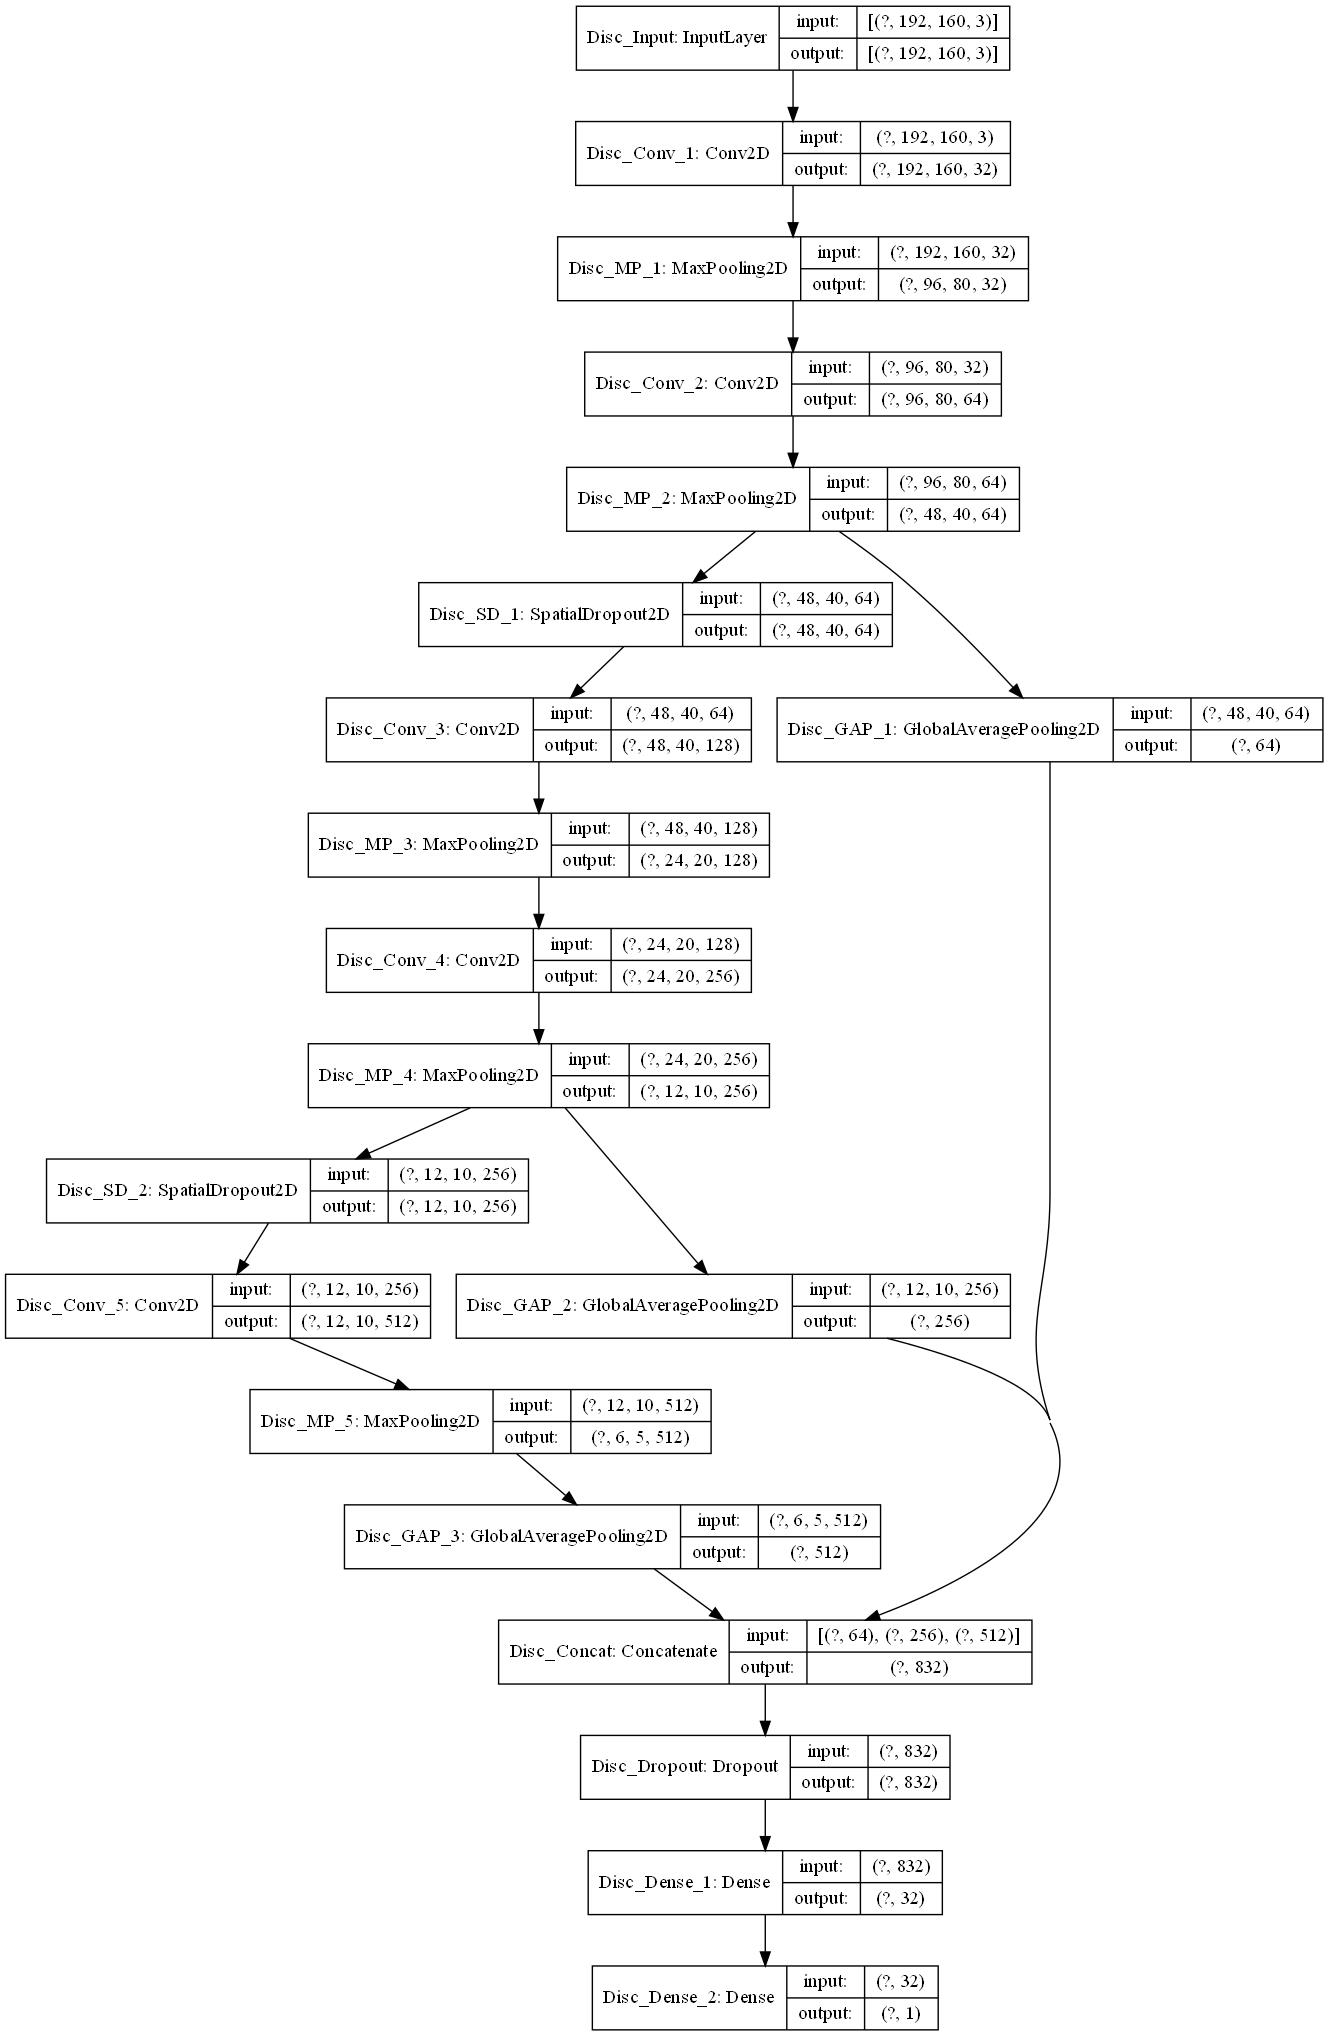 Disc_Input: InputLayer
input:
[(?, 192, 160, 3)]
output:
[(?, 192, 160, 3)]
Disc_Conv_1: Conv2D
input:
(?, 192, 160, 3)
output:
(?, 192, 160, 32)
Disc_MP_1: MaxPooling2D
input:
(?, 192, 160, 32)
output:
(?, 96, 80, 32)
Disc_Conv_2: Conv2D
input:
(?, 96, 80, 32)
output:
(?, 96, 80, 64)
Disc_MP_2: MaxPooling2D
input:
(?, 96, 80, 64)
output:
(?, 48, 40, 64)
Disc_SD_1: SpatialDropout2D
input:
(?, 48, 40, 64)
output:
(?, 48, 40, 64)
Disc_Conv_3: Conv2D
input:
(?, 48, 40, 64)
output:
(?, 48, 40, 128)
Disc_GAP_1: GlobalAveragePooling2D
input:
(?, 48, 40, 64)
output:
(?, 64)
Disc_MP_3: MaxPooling2D
input:
(?, 48, 40, 128)
output:
(?, 24, 20, 128)
Disc_Conv_4: Conv2D
input:
(?, 24, 20, 128)
output:
(?, 24, 20, 256)
Disc_MP_4: MaxPooling2D
input:
(?, 24, 20, 256)
output:
(?, 12, 10, 256)
Disc_SD_2: SpatialDropout2D
input:
(?, 12, 10, 256)
output:
(?, 12, 10, 256)
Disc_Conv_5: Conv2D
input:
(?, 12, 10, 256)
output:
(?, 12, 10, 512)
Disc_GAP_2: GlobalAveragePooling2D
input:
(?, 12, 10, 256)
output:
(?, 256)
Disc_MP_5: MaxPooling2D
input:
(?, 12, 10, 512)
output:
(?, 6, 5, 512)
Disc_GAP_3: GlobalAveragePooling2D
input:
(?, 6, 5, 512)
output:
(?, 512)
Disc_Concat: Concatenate
input:
[(?, 64), (?, 256), (?, 512)]
output:
(?, 832)
Disc_Dropout: Dropout
input:
(?, 832)
output:
(?, 832)
Disc_Dense_1: Dense
input:
(?, 832)
output:
(?, 32)
Disc_Dense_2: Dense
input:
(?, 32)
output:
(?, 1)